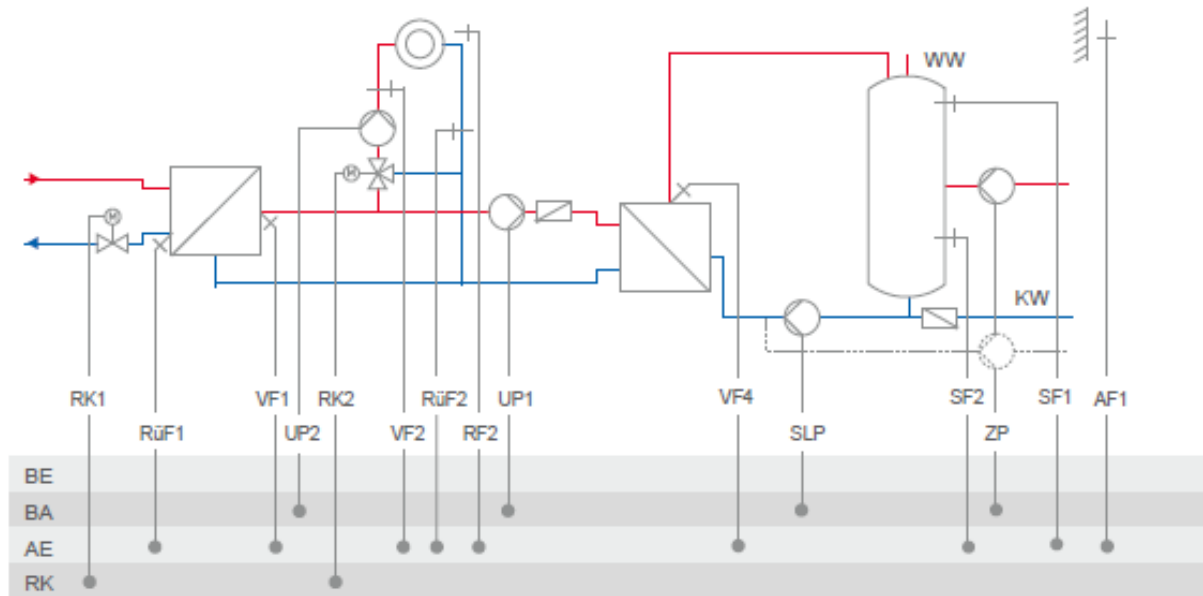 WW
M
M
KW
RK1 VF1 RK2 RüF2 UP1 VF4 SF2 SF1 AF1
RüF1 UP2 VF2 RF2 SLP ZP
BE
BA
AE
RK